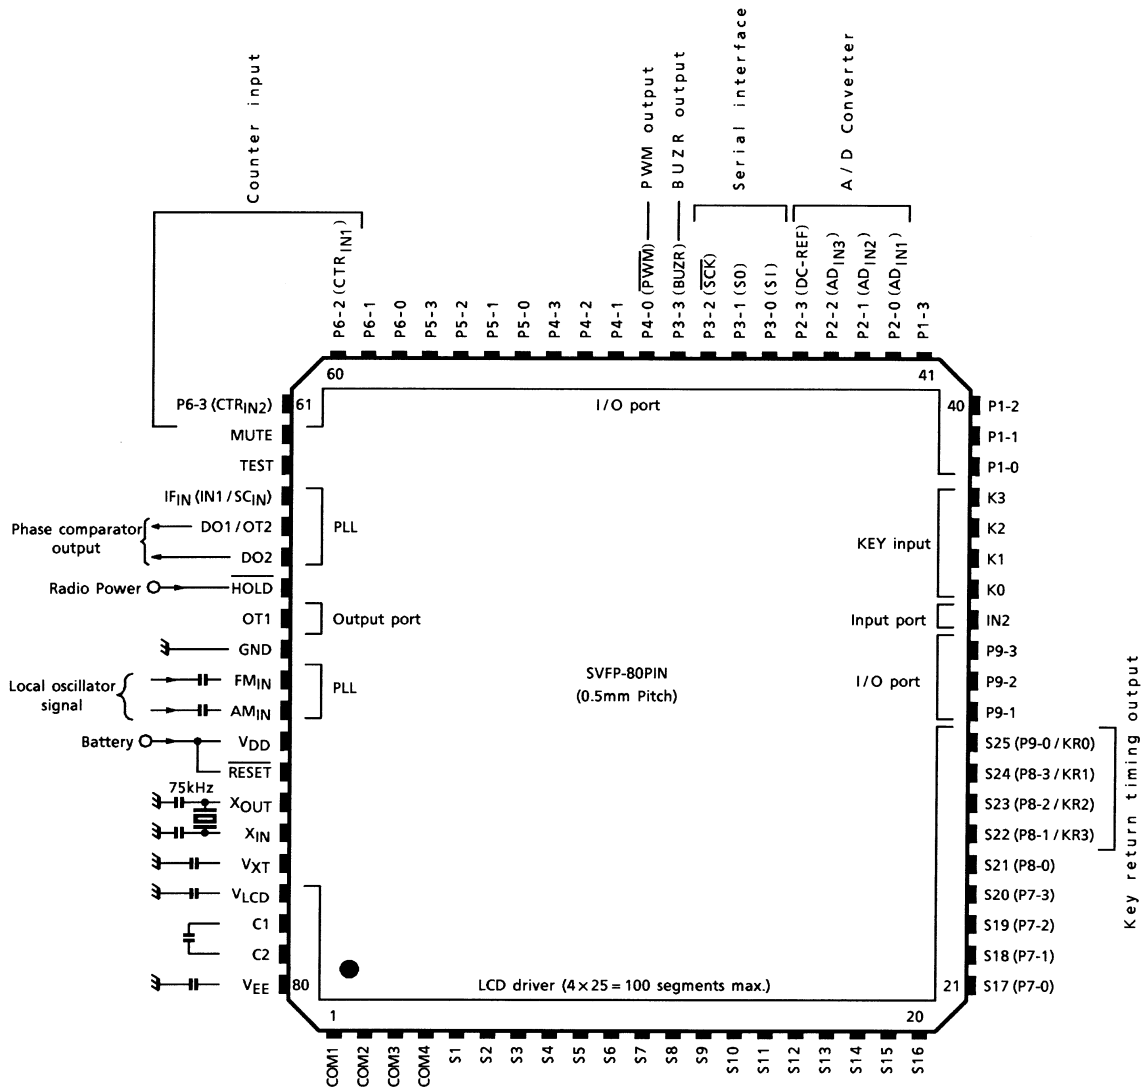 Counter input
PWM output
BUZR output
Serial interface
A/D Converter
P6-2 (CTRIN1)
P6-1
P6-0
P5-3
P5-2
P5-1
P5-0
P4-3
P4-2
P4-1
P4-0 (PWM)
P3-3 (BUZR)
P3-2 (SCK)
P3-1 (S0)
P3-0 (SI)
P2-3 (DC-REF)
P2-2 (ADIN3)
P2-1 (ADIN2)
P2-0 (ADIN1)
P1-3
60
41
61
I/O port
40
P6-3 (CTRIN2)
MUTE
TEST
IFIN (IN1/SCIN)
DO1/OT2
DO2
Phase comparator
output
PLL
Radio Power
HOLD
OT1
Output port
GND
Local oscillator
signal
FMIN
AMIN
PLL
Battery
VDD
RESET
75kHz
XOUT
XIN
VXT
VLCD
C1
C2
VEE
80
SVFP-80PIN
(0.5mm Pitch)
P1-2
P1-1
P1-0
K3
K2
K1
K0
KEY input
IN2
Input port
P9-3
P9-2
P9-1
I/O port
S25 (P9-0/KR0)
S24 (P8-3/KR1)
S23 (P8-2/KR2)
S22 (P8-1/KR3)
S21 (P8-0)
S20 (P7-3)
S19 (P7-2)
S18 (P7-1)
S17 (P7-0)
Key return timing output
LCD driver (4×25=100 segments max.)
21
1
20
COM1
COM2
COM3
COM4
S1
S2
S3
S4
S5
S6
S7
S8
S9
S10
S11
S12
S13
S14
S15
S16